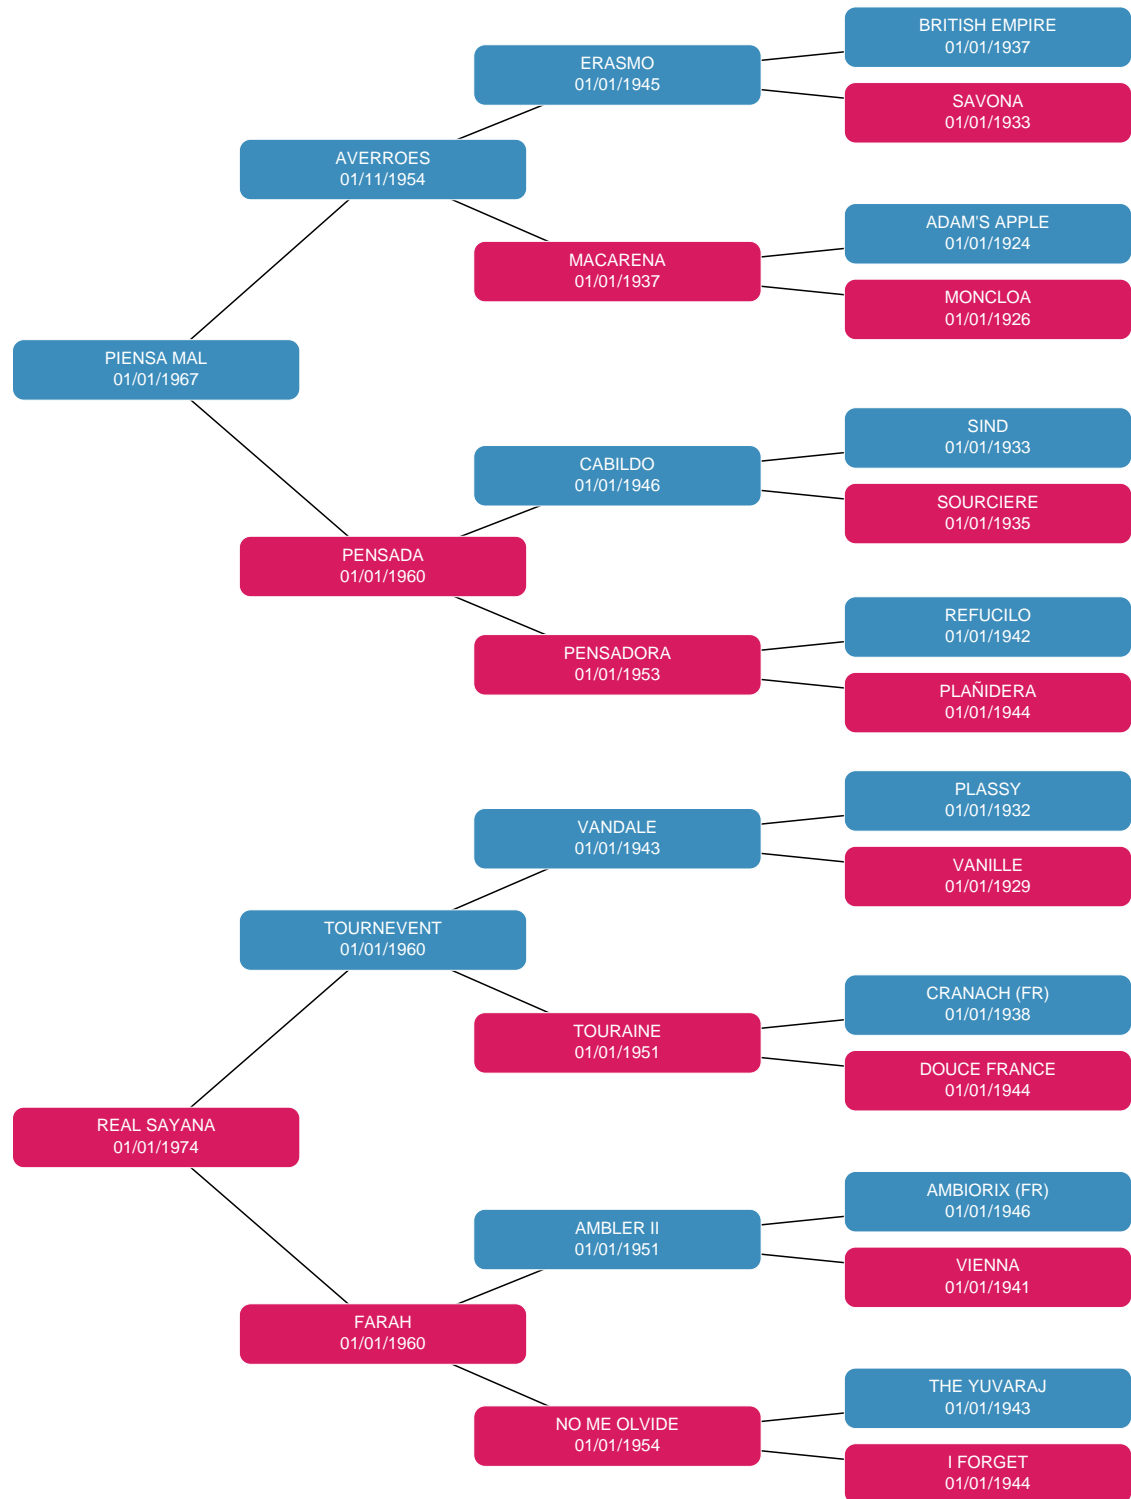 BRITISH EMPIRE
01/01/1937
ERASMO
01/01/1945
SAVONA
01/01/1933
AVERROES
01/11/1954
ADAM'S APPLE
01/01/1924
MACARENA
01/01/1937
MONCLOA
01/01/1926
PIENSA MAL
01/01/1967
SIND
01/01/1933
CABILDO
01/01/1946
SOURCIERE
01/01/1935
PENSADA
01/01/1960
REFUCILO
01/01/1942
PENSADORA
01/01/1953
PLAÑIDERA
01/01/1944
PLASSY
01/01/1932
VANDALE
01/01/1943
VANILLE
01/01/1929
TOURNEVENT
01/01/1960
CRANACH (FR)
01/01/1938
TOURAINE
01/01/1951
DOUCE FRANCE
01/01/1944
REAL SAYANA
01/01/1974
AMBIORIX (FR)
01/01/1946
AMBLER II
01/01/1951
VIENNA
01/01/1941
FARAH
01/01/1960
THE YUVARAJ
01/01/1943
NO ME OLVIDE
01/01/1954
I FORGET
01/01/1944